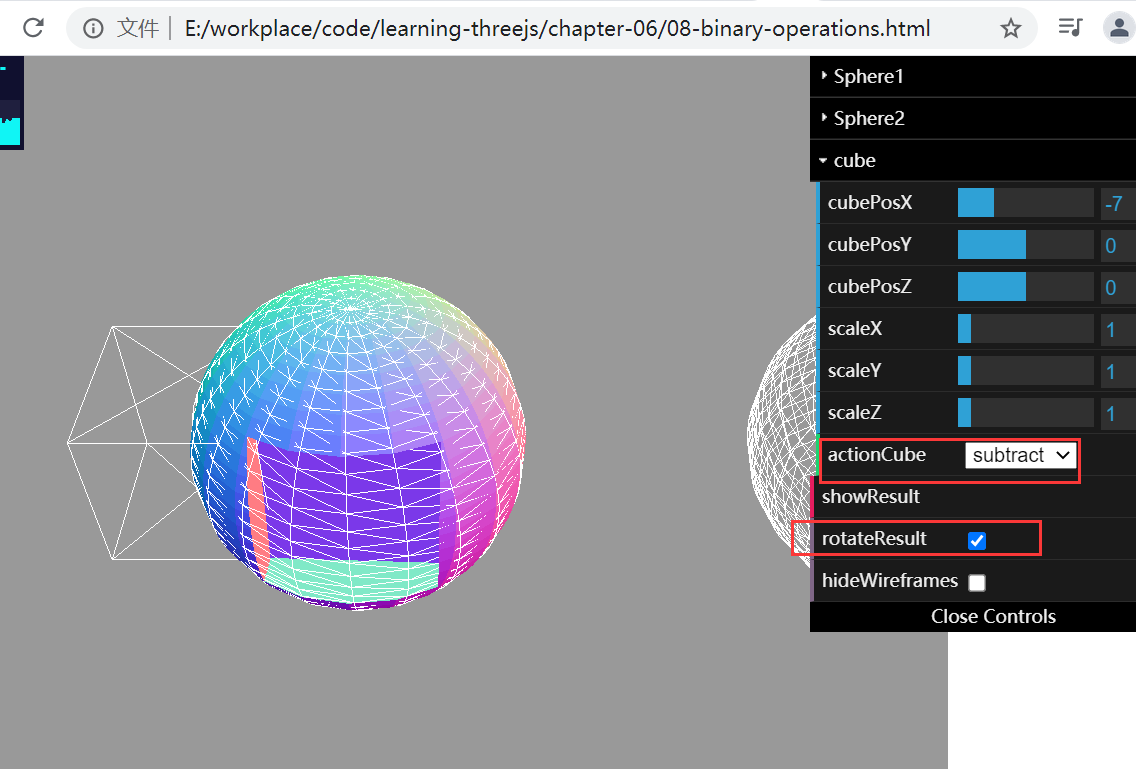 文件 E:/workplace/code/learning-threejs/chapter-06/08-binary-operations.html
Sphere1
Sphere2
cube
cubePosX -7
cubePosY 0
cubePosZ 0
scaleX 1
scaleY 1
scaleZ 1
actionCube subtract
showResult
rotateResult
hideWireframes
Close Controls